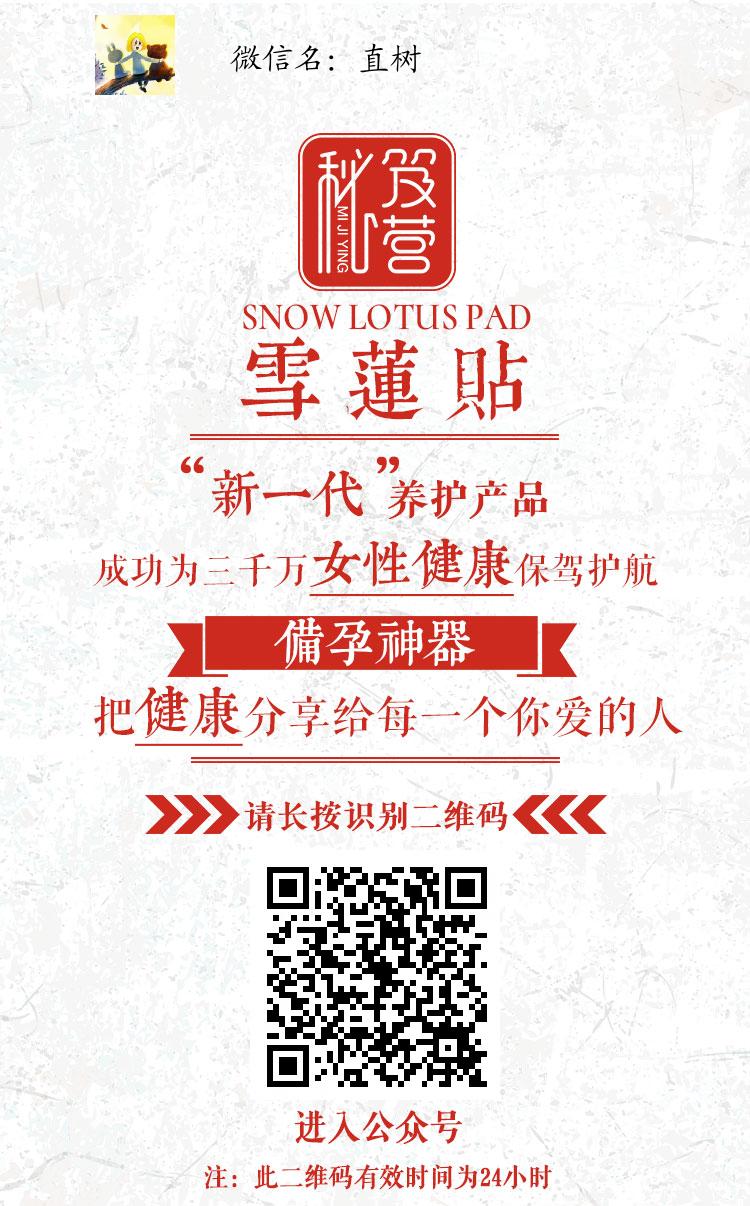 微信名：直树
秘笈营
MI JI YING
SNOW LOTUS PAD
雪蓮貼
“新一代”养护产品
成功为三千万女性健康保驾护航
備孕神器
把健康分享给每一个你爱的人
请长按识别二维码
进入公众号
注：此二维码有效时间为24小时